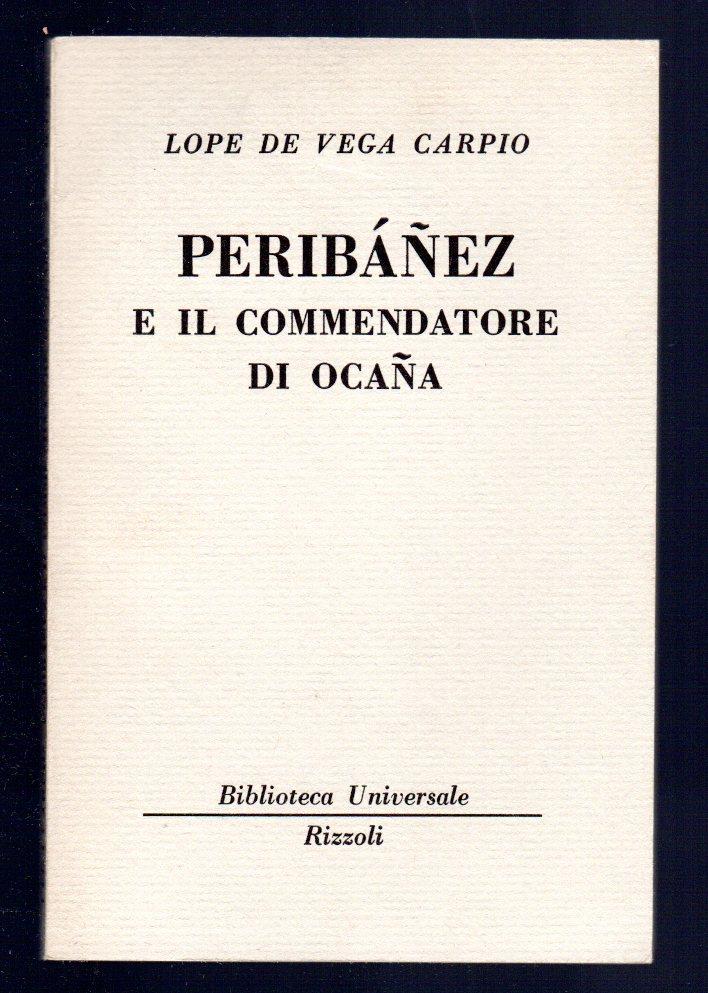 LOPE DE VEGA CARPIO
PERIBÁÑEZ
E IL COMMENDATORE
DI OCAÑA
Biblioteca Universale
Rizzoli